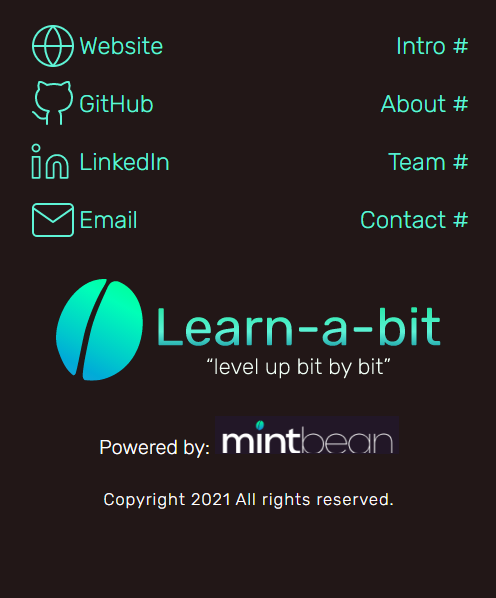 Website Intro #
GitHub About #
LinkedIn Team #
Email Contact #
Learn-a-bit
“level up bit by bit”
Powered by: mintbean
Copyright 2021 All rights reserved.